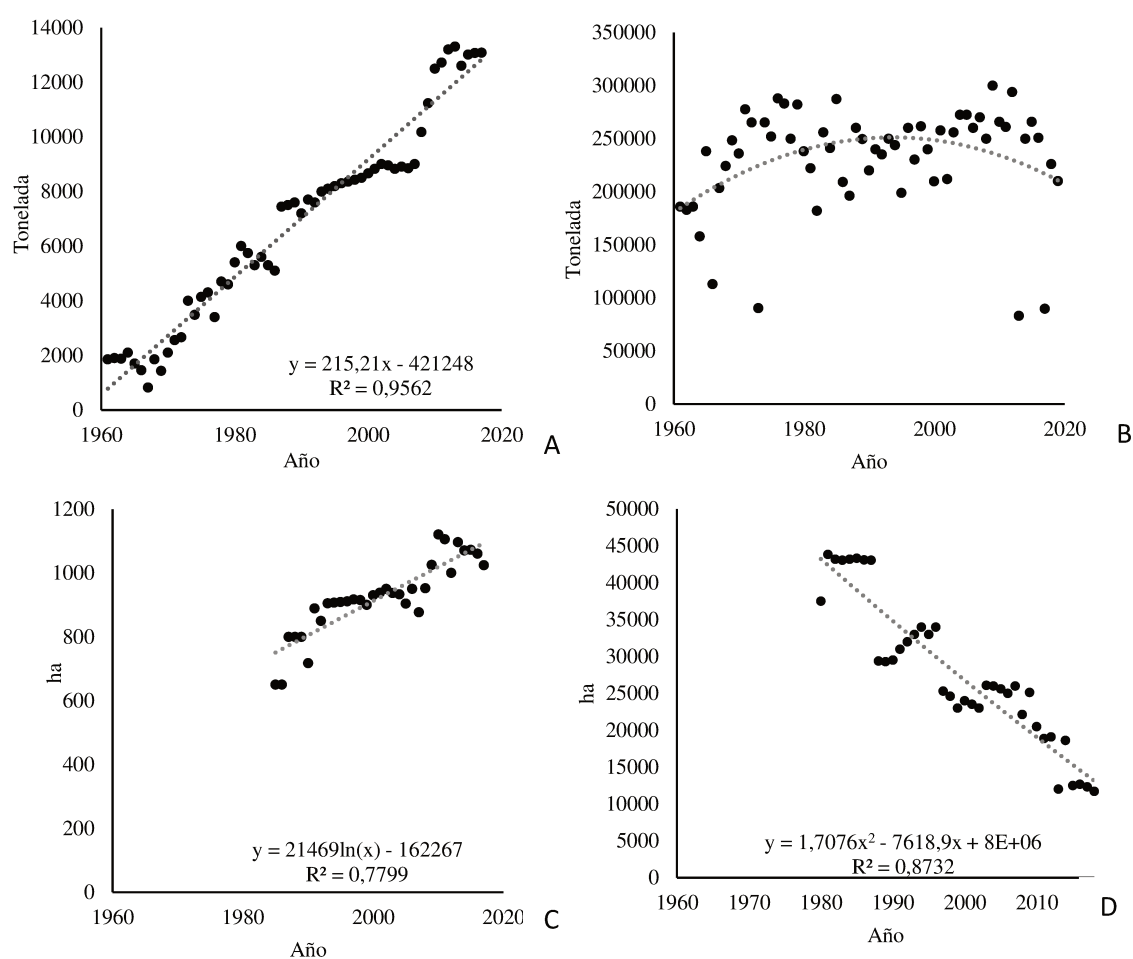 14000
12000
10000
8000
6000
4000
2000
0
Tonelada
y = 215,21x - 421248
R² = 0,9562
1960 1980 2000 2020
Año
A
350000
300000
250000
200000
150000
100000
50000
0
Tonelada
1960 1980 2000 2020
Año
B
1200
1000
800
600
400
200
0
ha
y = 21469ln(x) - 162267
R² = 0,7799
1960 1980 2000 2020
Año
C
50000
45000
40000
35000
30000
25000
20000
15000
10000
5000
0
ha
y = 1,7076x² - 7618,9x + 8E+06
R² = 0,8732
1960 1970 1980 1990 2000 2010
Año
D